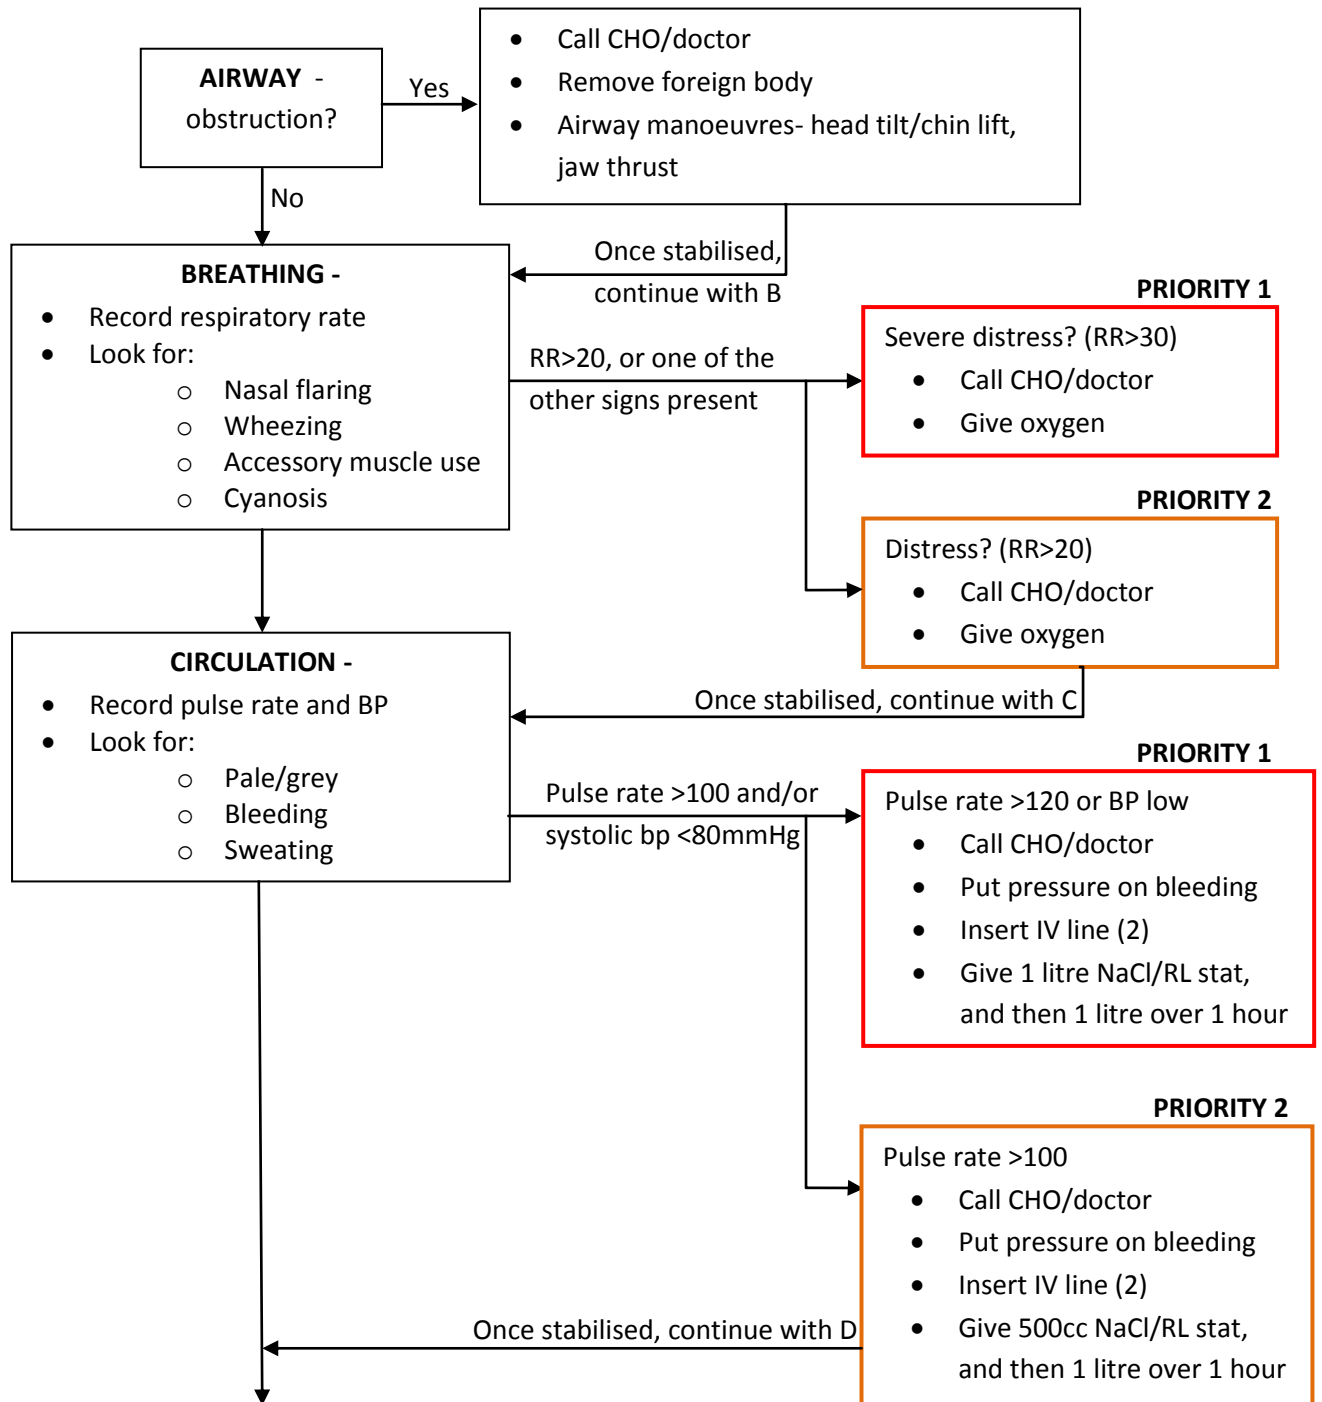 AIRWAY  -
obstruction?
Yes
• Call CHO/doctor
• Remove foreign body
• Airway manoeuvres- head tilt/chin lift,
jaw thrust
No
Once stabilised,
continue with B
BREATHING -
• Record respiratory rate
• Look for:
o Nasal flaring
o Wheezing
o Accessory muscle use
o Cyanosis
RR>20, or one of the
other signs present
PRIORITY 1
Severe distress? (RR>30)
• Call CHO/doctor
• Give oxygen
PRIORITY 2
Distress? (RR>20)
• Call CHO/doctor
• Give oxygen
Once stabilised, continue with C
CIRCULATION -
• Record pulse rate and BP
• Look for:
o Pale/grey
o Bleeding
o Sweating
Pulse rate >100 and/or
systolic bp <80mmHg
PRIORITY 1
Pulse rate >120 or BP low
• Call CHO/doctor
• Put pressure on bleeding
• Insert IV line (2)
• Give 1 litre NaCl/RL stat,
and then 1 litre over 1 hour
PRIORITY 2
Pulse rate >100
• Call CHO/doctor
• Put pressure on bleeding
• Insert IV line (2)
• Give 500cc NaCl/RL stat,
and then 1 litre over 1 hour
Once stabilised, continue with D